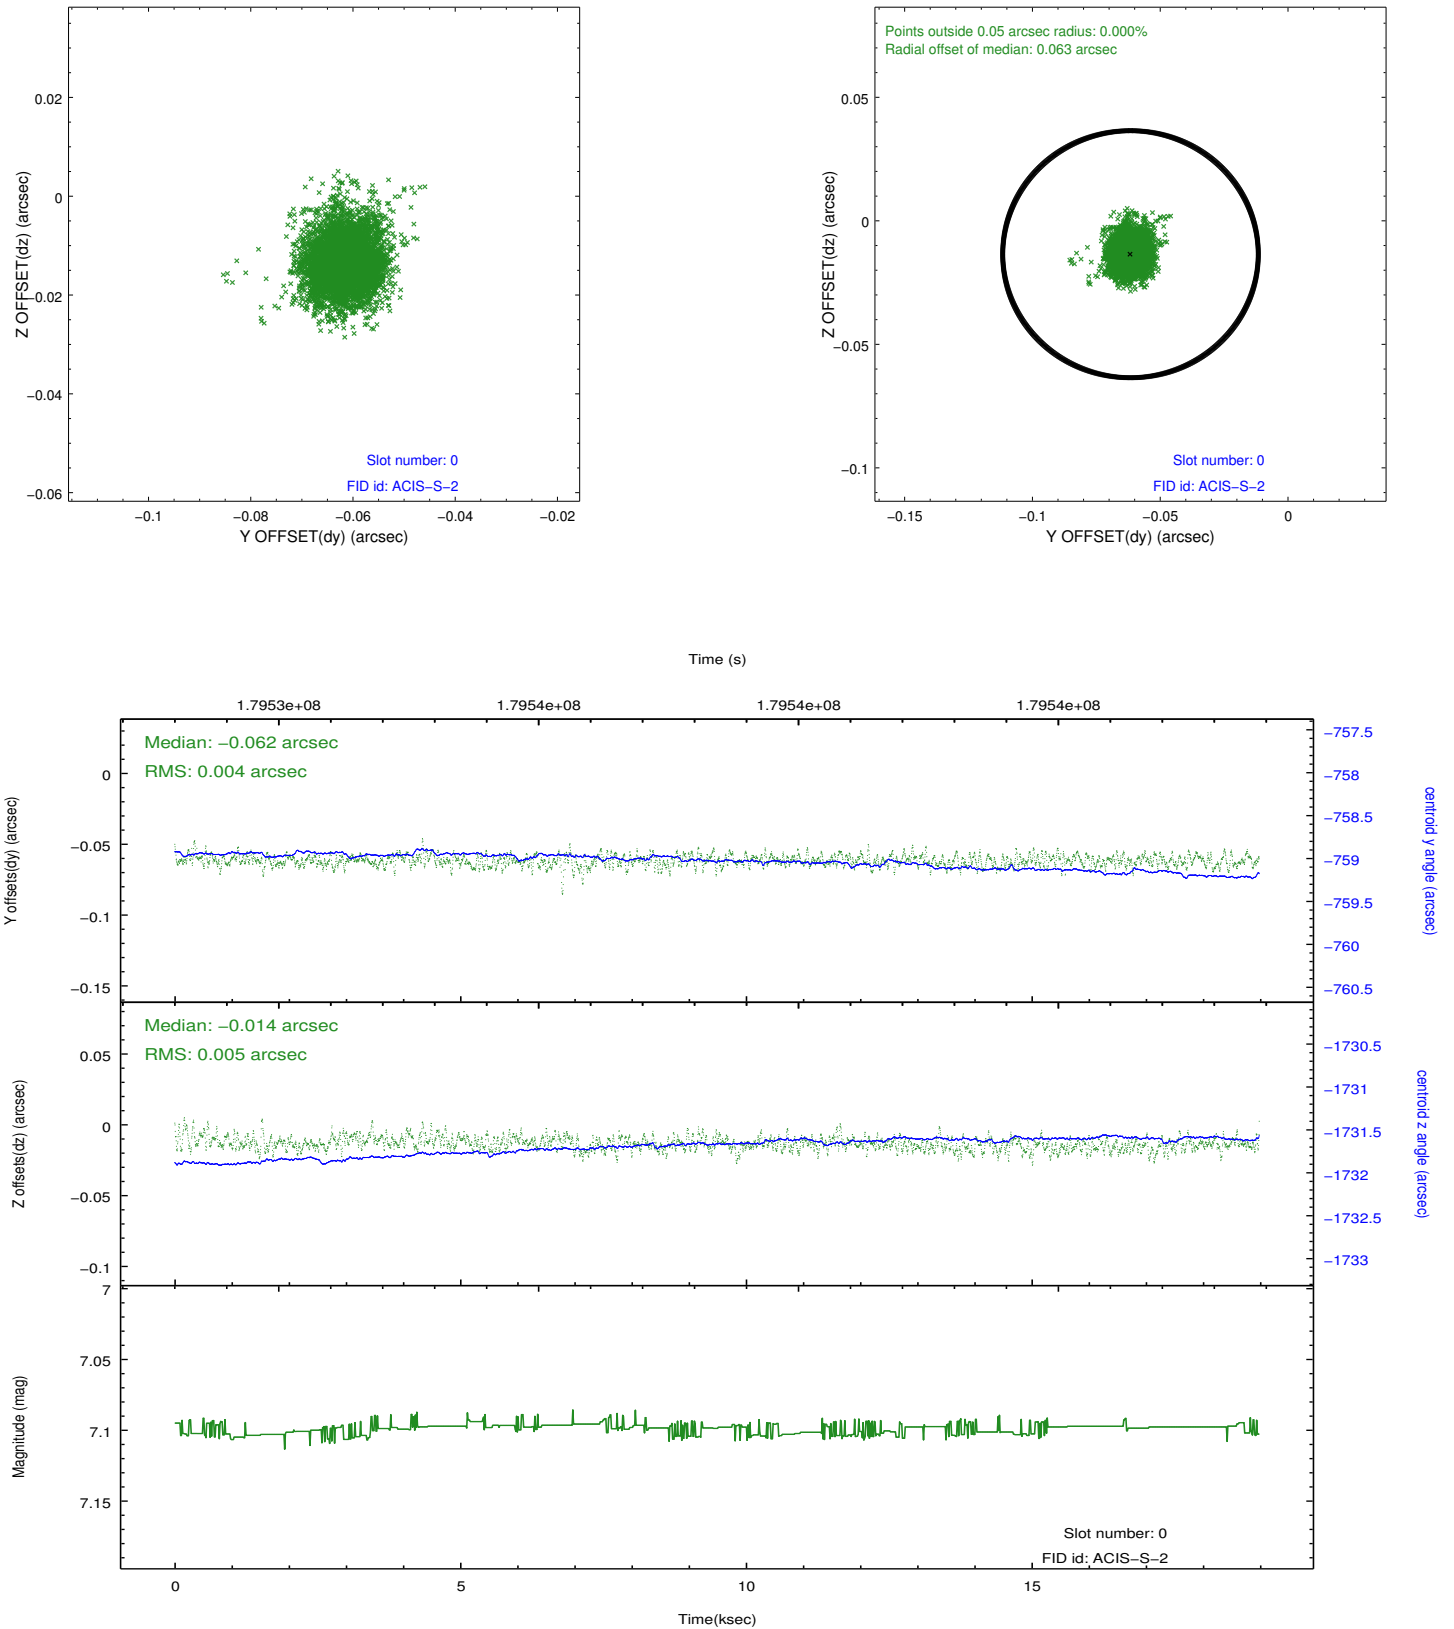 0.02
0
−0.02
−0.04
−0.06
Z OFFSET(dz) (arcsec)
Slot number: 0
FID id: ACIS−S−2
−0.1
−0.08
−0.06
−0.04
−0.02
Y OFFSET(dy) (arcsec)
Points outside 0.05 arcsec radius: 0.000%
Radial offset of median: 0.063 arcsec
0.05
0
−0.05
−0.1
Z OFFSET(dz) (arcsec)
Slot number: 0
FID id: ACIS−S−2
−0.15
−0.1
−0.05
0
Y OFFSET(dy) (arcsec)
Time (s)
1.7953e+08
1.7954e+08
1.7954e+08
1.7954e+08
Median: −0.062 arcsec
RMS: 0.004 arcsec
0
−0.05
−0.1
−0.15
Y offsets(dy) (arcsec)
−757.5
−758
−758.5
−759
−759.5
−760
−760.5
centroid y angle (arcsec)
Median: −0.014 arcsec
RMS: 0.005 arcsec
0.05
0
−0.05
−0.1
Z offsets(dz) (arcsec)
−1730.5
−1731
−1731.5
−1732
−1732.5
−1733
centroid z angle (arcsec)
7
7.05
7.1
7.15
Magnitude (mag)
Slot number: 0
FID id: ACIS−S−2
0
5
10
15
Time(ksec)